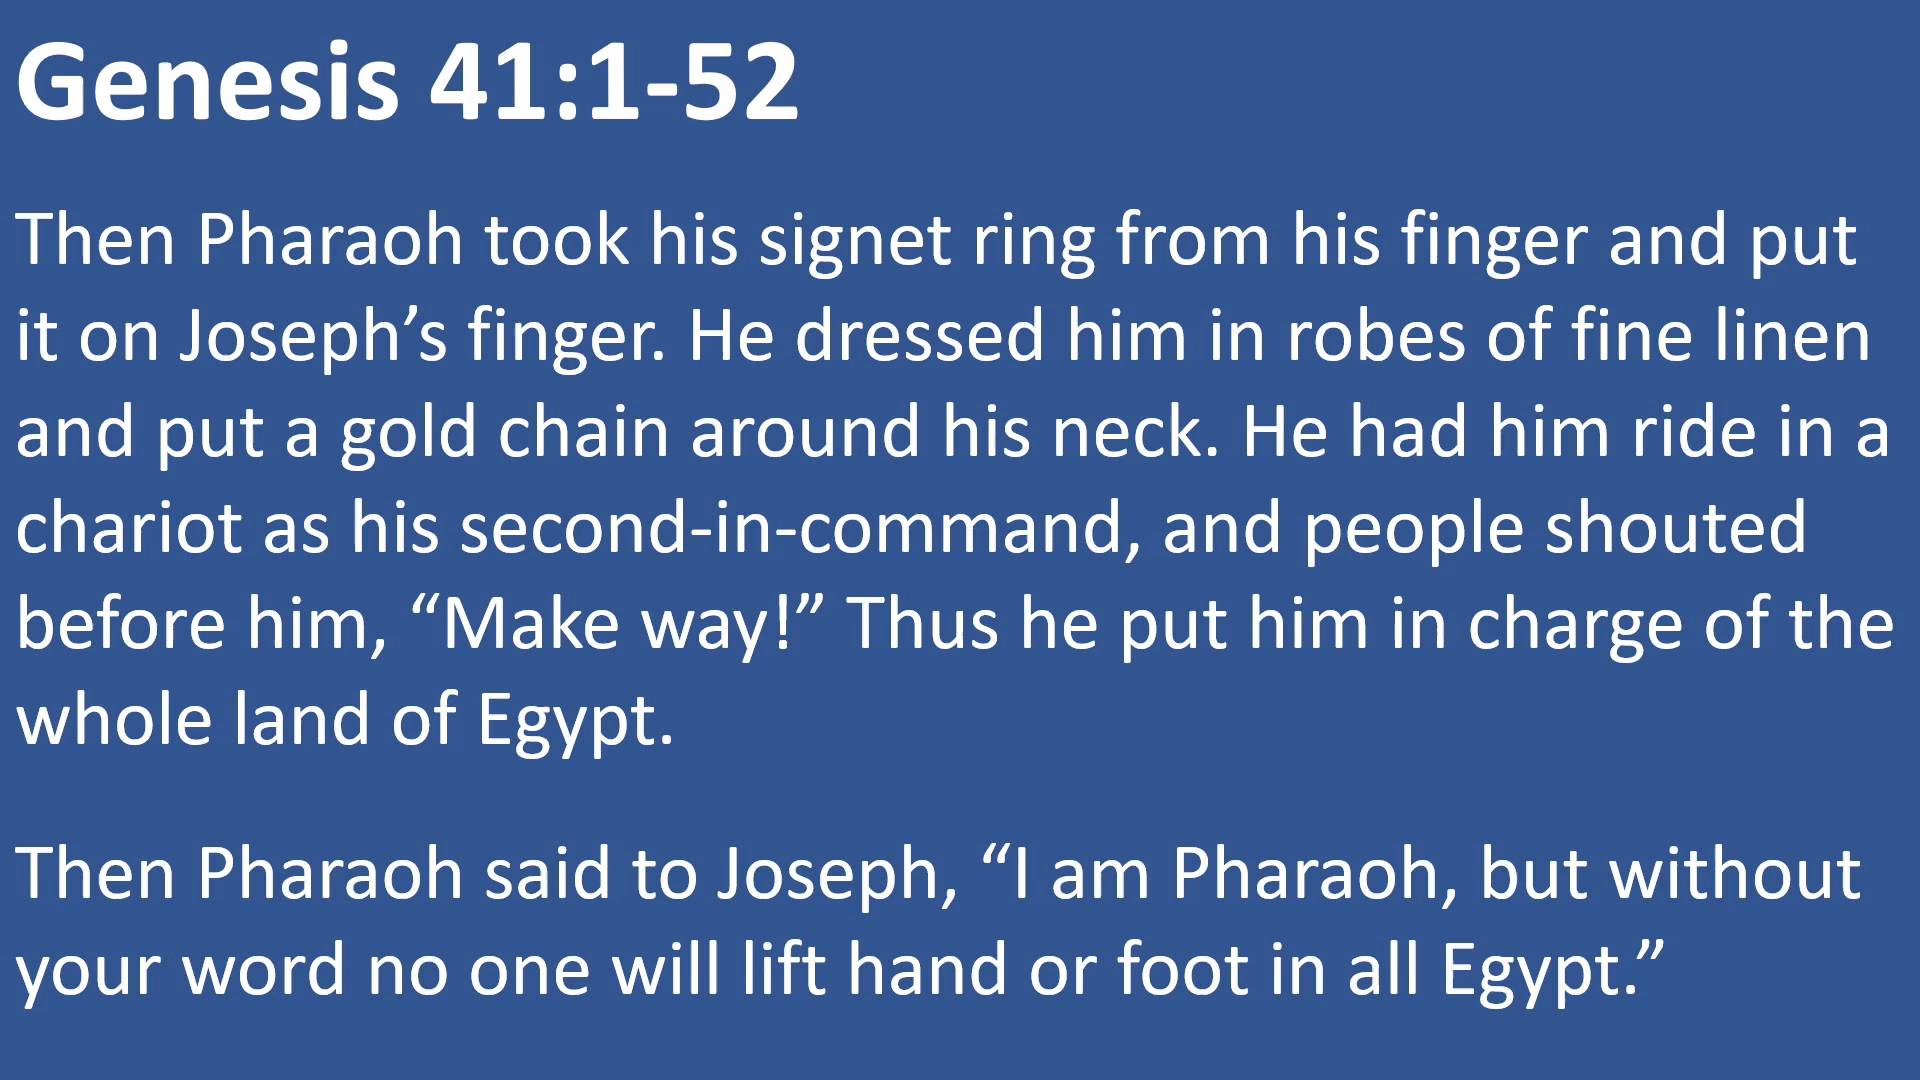 Genesis 41:1-52
Then Pharaoh took his signet ring from his finger and put
it on Joseph’s finger. He dressed him in robes of fine linen
and put a gold chain around his neck. He had him ride in a
chariot as his second-in-command, and people shouted
before him, “Make way!” Thus he put him in charge of the
whole land of Egypt.
Then Pharaoh said to Joseph, “I am Pharaoh, but without
your word no one will lift hand or foot in all Egypt.”